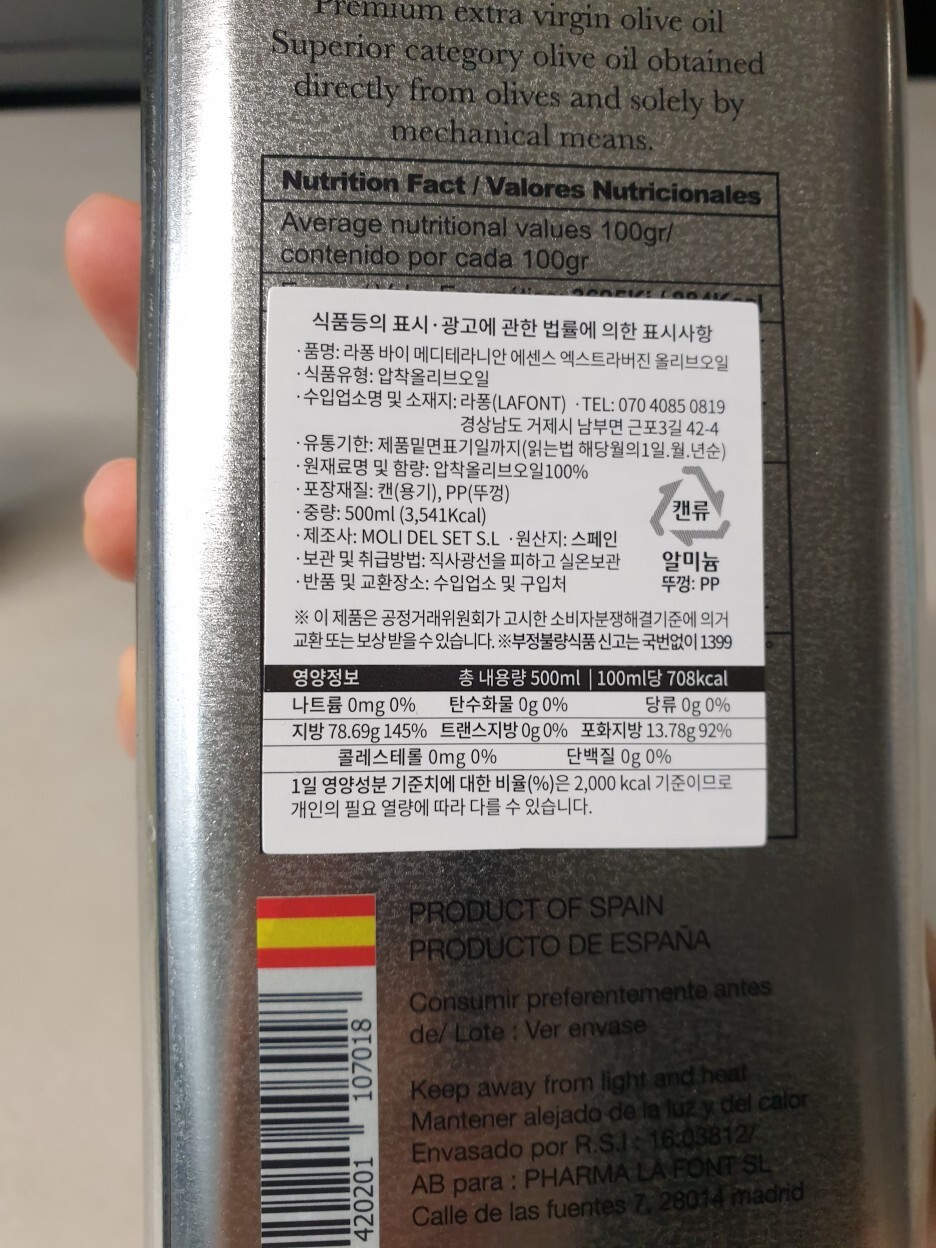 Premium extra virgin olive oil
Superior category olive oil obtained
directly from olives and solely by
mechanical means.
Nutrition Fact / Valores Nutricionales
Average nutritional values 100gr/
contenido por cada 100gr
식품등의 표시·광고에 관한 법률에 의한 표시사항
·품명: 라퐁 바이 메디테라니안 에센스 엑스트라버진 올리브오일
·식품유형: 압착올리브오일
·수입업소명 및 소재지: 라퐁(LAFONT) ·TEL: 070 4085 0819
경상남도 거제시 남부면 근포3길 42-4
·유통기한: 제품밑면표기일까지(읽는법 해당월의1일.월.년순)
·원재료명 및 함량: 압착올리브오일100%
·포장재질: 캔(용기), PP(뚜껑)
·중량: 500ml (3,541Kcal)
·제조사: MOLI DEL SET S.L ·원산지: 스페인
·보관 및 취급방법: 직사광선을 피하고 실온보관
·반품 및 교환장소: 수입업소 및 구입처
캔류
알미늄
뚜껑: PP
※ 이 제품은 공정거래위원회가 고시한 소비자분쟁해결기준에 의거
교환 또는 보상 받을 수 있습니다. ※부정불량식품 신고는 국번없이 1399
영양정보 총 내용량 500ml | 100ml당 708kcal
나트륨 0mg 0% 탄수화물 0g 0% 당류 0g 0%
지방 78.69g 145% 트랜스지방 0g 0% 포화지방 13.78g 92%
콜레스테롤 0mg 0% 단백질 0g 0%
1일 영양성분 기준치에 대한 비율(%)은 2,000 kcal 기준이므로
개인의 필요 열량에 따라 다를 수 있습니다.
PRODUCT OF SPAIN
PRODUCTO DE ESPAÑA
Consumir preferentemente antes
de/ Lote : Ver envase
Keep away from light and heat
Mantener alejado de la luz y del calor
Envasado por R.S.I : 16.03812/
AB para : PHARMA LA FONT SL
Calle de las fuentes 7, 28014 madrid
420201 107018